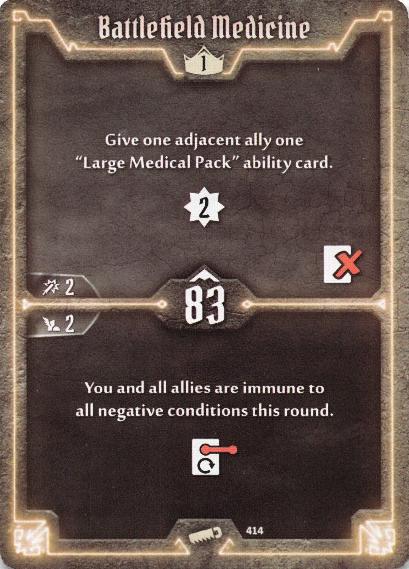 Battlefield Medicine
1
Give one adjacent ally one
“Large Medical Pack” ability card.
2
2
83
2
You and all allies are immune to
all negative conditions this round.
414